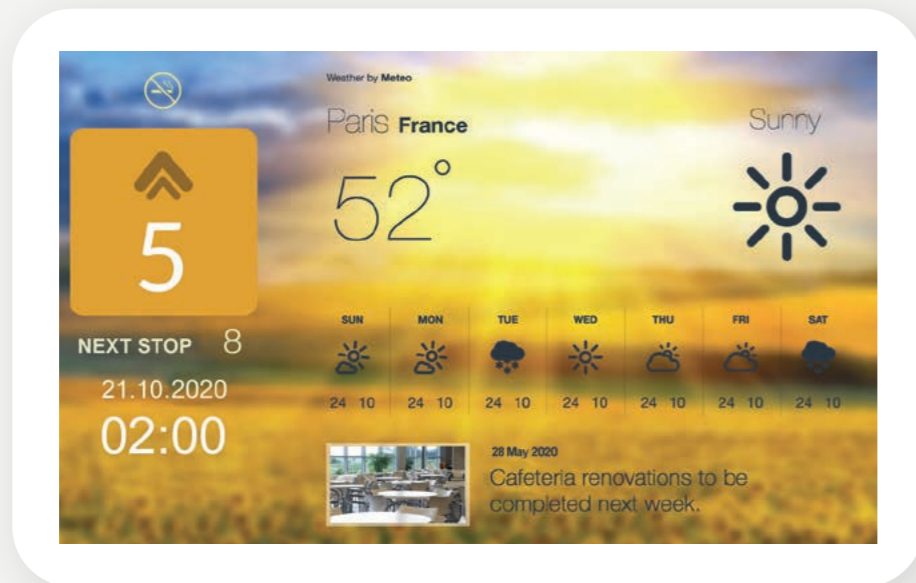 5
NEXT STOP 8
21.10.2020
02:00
Weather by Meteo
Paris France
Sunny
52°
SUN MON TUE WED THU FRI SAT
24 10 24 10 24 10 24 10 24 10 24 10 24 10
28 May 2020
Cafeteria renovations to be
completed next week.